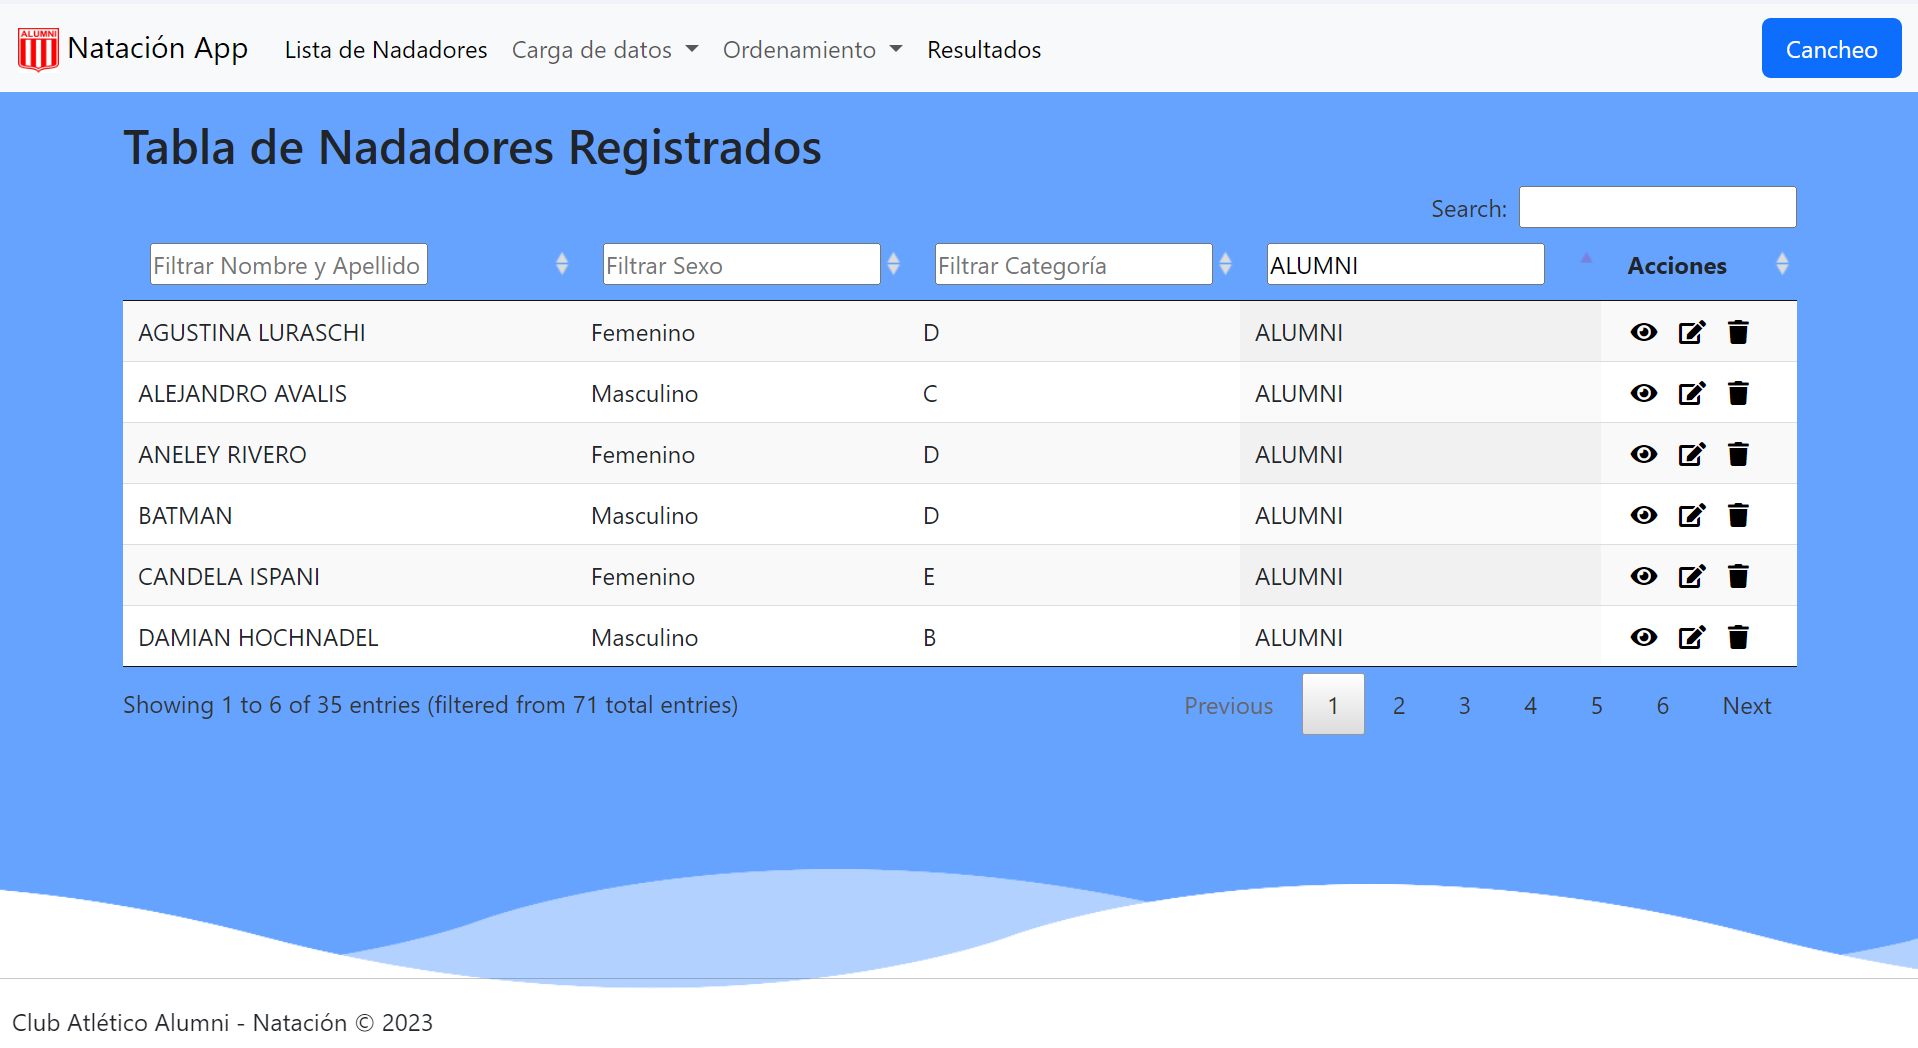 ALUMNI
Natación App Lista de Nadadores Carga de datos Ordenamiento Resultados Cancheo
Tabla de Nadadores Registrados
Search:
Filtrar Nombre y Apellido Filtrar Sexo Filtrar Categoría ALUMNI Acciones
AGUSTINA LURASCHI Femenino D ALUMNI
ALEJANDRO AVALIS Masculino C ALUMNI
ANELEY RIVERO Femenino D ALUMNI
BATMAN Masculino D ALUMNI
CANDELA ISPANI Femenino E ALUMNI
DAMIAN HOCHNADEL Masculino B ALUMNI
Showing 1 to 6 of 35 entries (filtered from 71 total entries) Previous 1 2 3 4 5 6 Next
Club Atlético Alumni - Natación © 2023